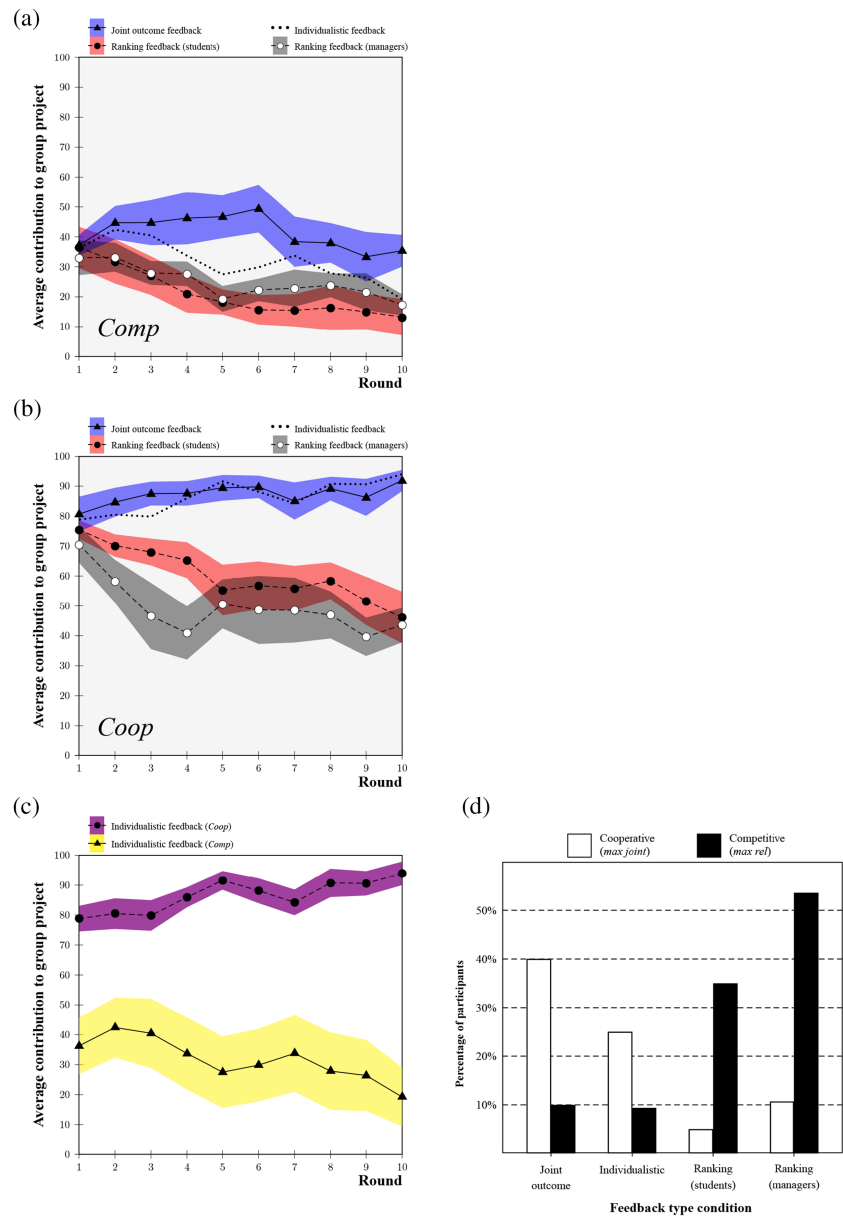 (a)
Joint outcome feedback
Individualistic feedback
Ranking feedback (students)
Ranking feedback (managers)
100
90
80
70
60
50
40
30
20
10
0
Average contribution to group project
Comp
1 2 3 4 5 6 7 8 9 10
Round
(b)
Joint outcome feedback
Individualistic feedback
Ranking feedback (students)
Ranking feedback (managers)
100
90
80
70
60
50
40
30
20
10
0
Average contribution to group project
Coop
1 2 3 4 5 6 7 8 9 10
Round
(c)
Individualistic feedback (Coop)
Individualistic feedback (Comp)
100
90
80
70
60
50
40
30
20
10
0
Average contribution to group project
1 2 3 4 5 6 7 8 9 10
Round
(d)
Cooperative
(max joint)
Competitive
(max rel)
50%
40%
30%
20%
10%
Percentage of participants
Joint
outcome
Individualistic
Ranking
(students)
Ranking
(managers)
Feedback type condition